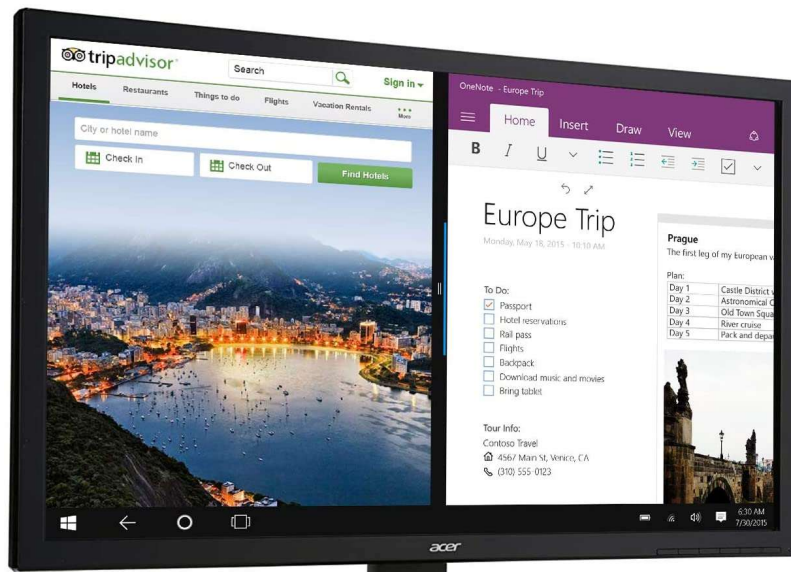 tripadvisor
Search
Sign in
Hotels
Restaurants
Things to do
Flights
Vacation Rentals
More
City or hotel name
Check In
Check Out
Find Hotels
OneNote - Europe Trip
Home
Insert
Draw
View
B I U
Europe Trip
Monday, May 18, 2015 - 10:10 AM
To Do:
Passport
Hotel reservations
Rail pass
Flights
Backpack
Download music and movies
Bring tablet
Tour Info:
Contoso Travel
4567 Main St, Venice, CA
(310) 555-0123
Prague
The first leg of my European
Plan:
Day 1 Castle District
Day 2 Astronomical
Day 3 Old Town
Day 4 River cruise
Day 5 Pack and
6:30 AM
7/30/2015
acer